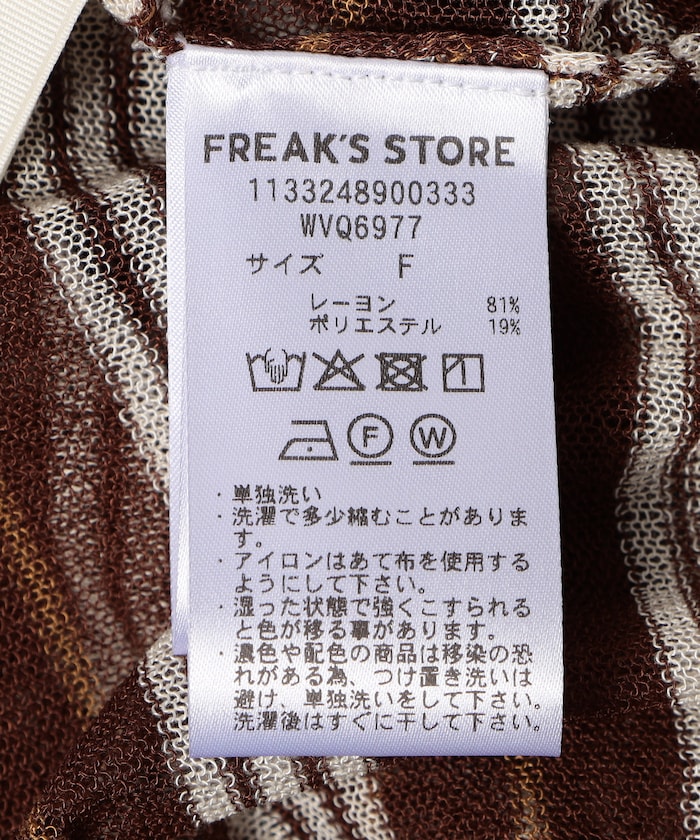 FREAK'S STORE
1133248900333
WVQ6977
サイズ F
レーヨン 81%
ポリエステル 19%
F W
・単独洗い
・洗濯で多少縮むことがありま
す。
・アイロンはあて布を使用する
ようにして下さい。
・湿った状態で強くこすられる
と色が移る事があります。
・濃色や配色の商品は移染の恐
れがある為、つけ置き洗いは
避け、単独洗いをして下さい。
洗濯後はすぐに干して下さい。